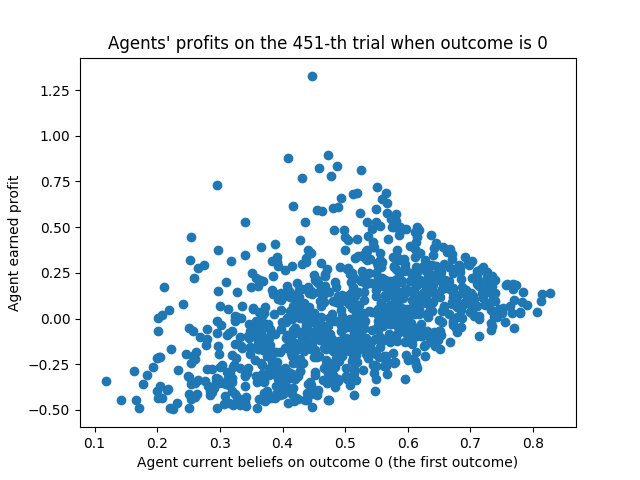 Agents' profits on the 451-th trial when outcome is 0
1.25
1.00
0.75
0.50
0.25
0.00
−0.25
−0.50
Agent earned profit
0.1 0.2 0.3 0.4 0.5 0.6 0.7 0.8
Agent current beliefs on outcome 0 (the first outcome)